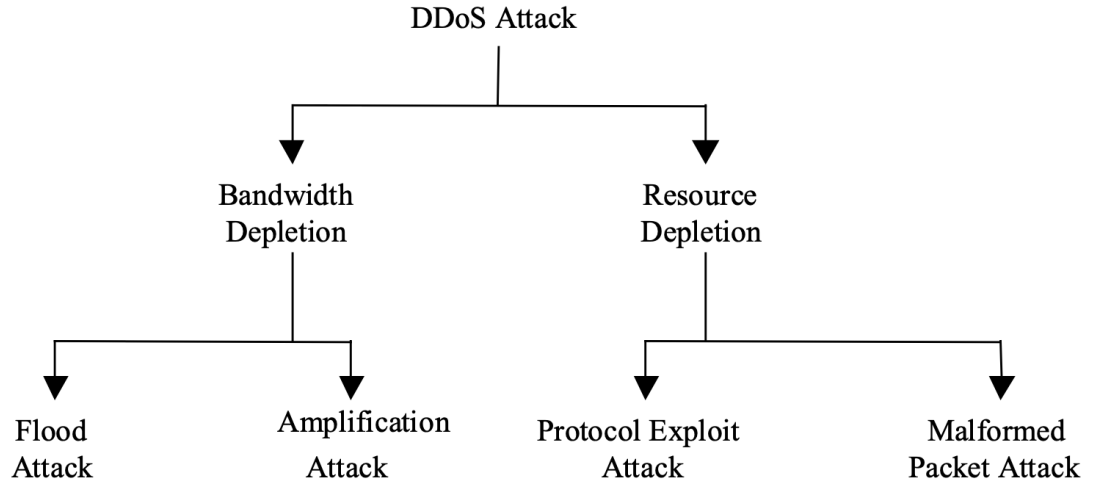 DDoS Attack
Bandwidth
Depletion
Resource
Depletion
Flood
Attack
Amplification
Attack
Protocol Exploit
Attack
Malformed
Packet Attack